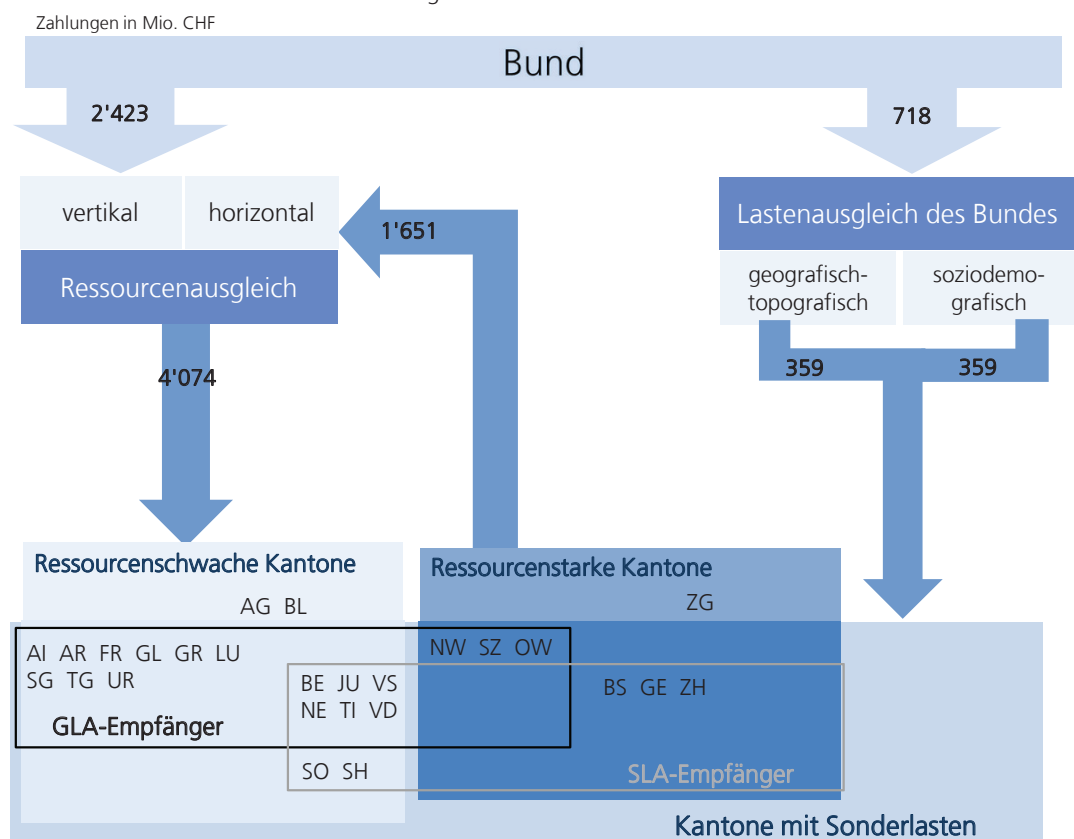 Zahlungen in Mio. CHF
Bund
2'423
718
vertikal
horizontal
1'651
Lastenausgleich des Bundes
Ressourcenausgleich
geografisch-
topografisch
soziodemo-
grafisch
4'074
359
359
Ressourcenschwache Kantone
Ressourcenstarke Kantone
AG BL
ZG
AI AR FR GL GR LU
SG TG UR
GLA-Empfänger
NW SZ OW
BE JU VS
NE TI VD
BS GE ZH
SO SH
SLA-Empfänger
Kantone mit Sonderlasten